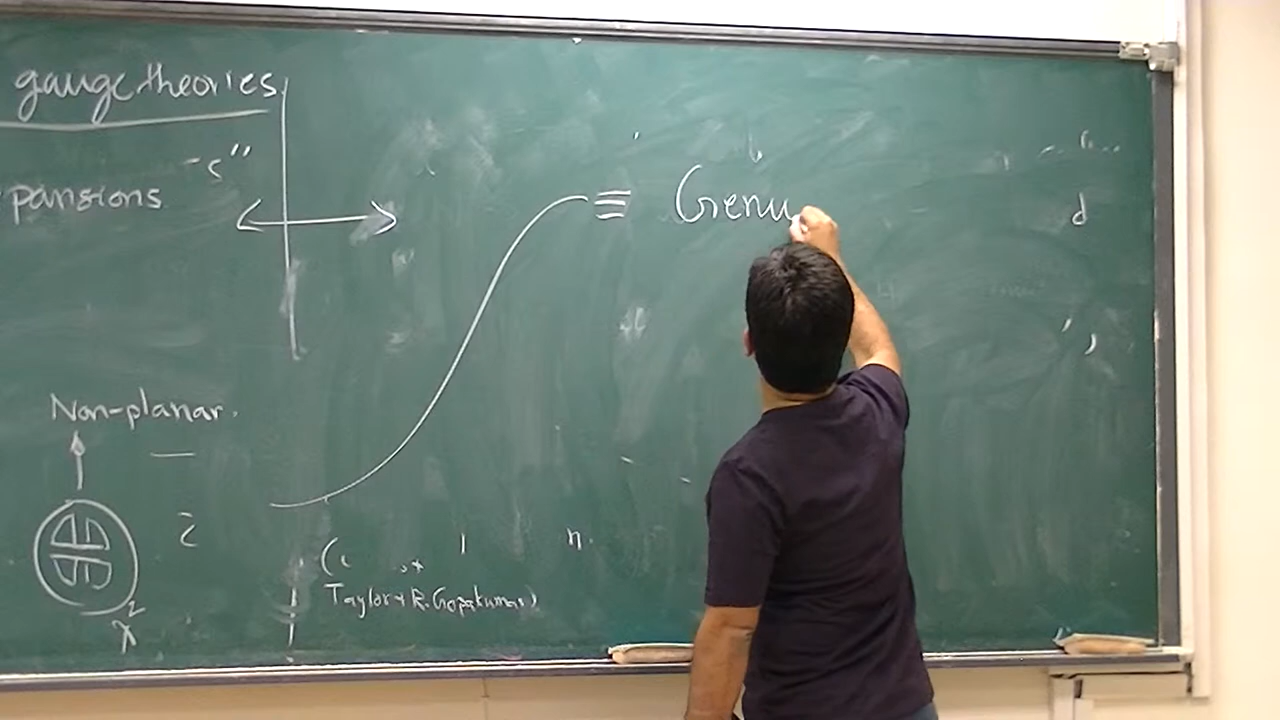 gauge theories
"s"
pansions
≡ Genu
Non-planar.
2
λ
n.
Taylor + R. Gopakumar)